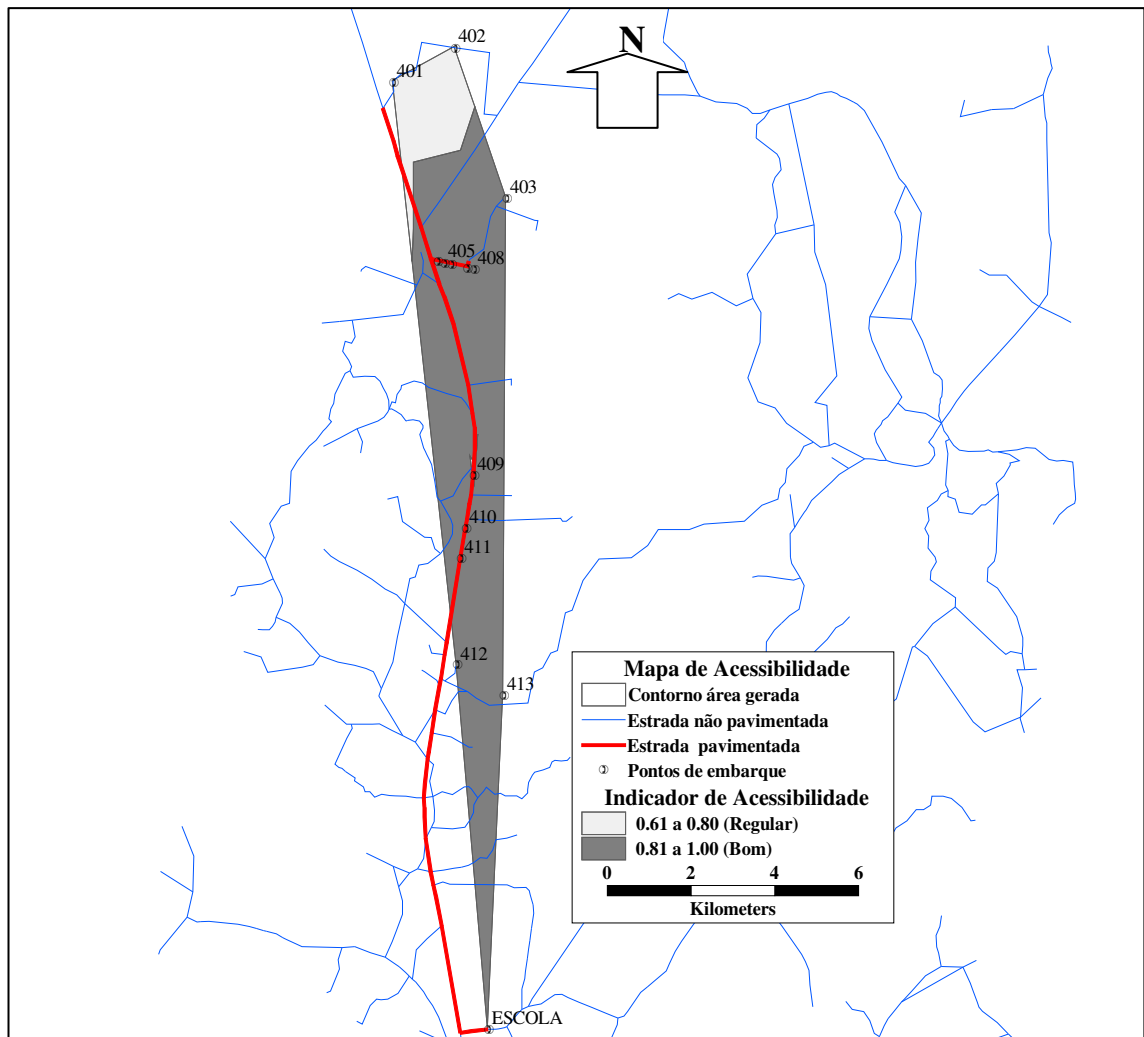 N
402
401
403
405
408
409
410
411
412
413
Mapa de Acessibilidade
Contorno área gerada
Estrada não pavimentada
Estrada pavimentada
Pontos de embarque
Indicador de Acessibilidade
0.61 a 0.80 (Regular)
0.81 a 1.00 (Bom)
0 2 4 6
Kilometers
ESCOLA